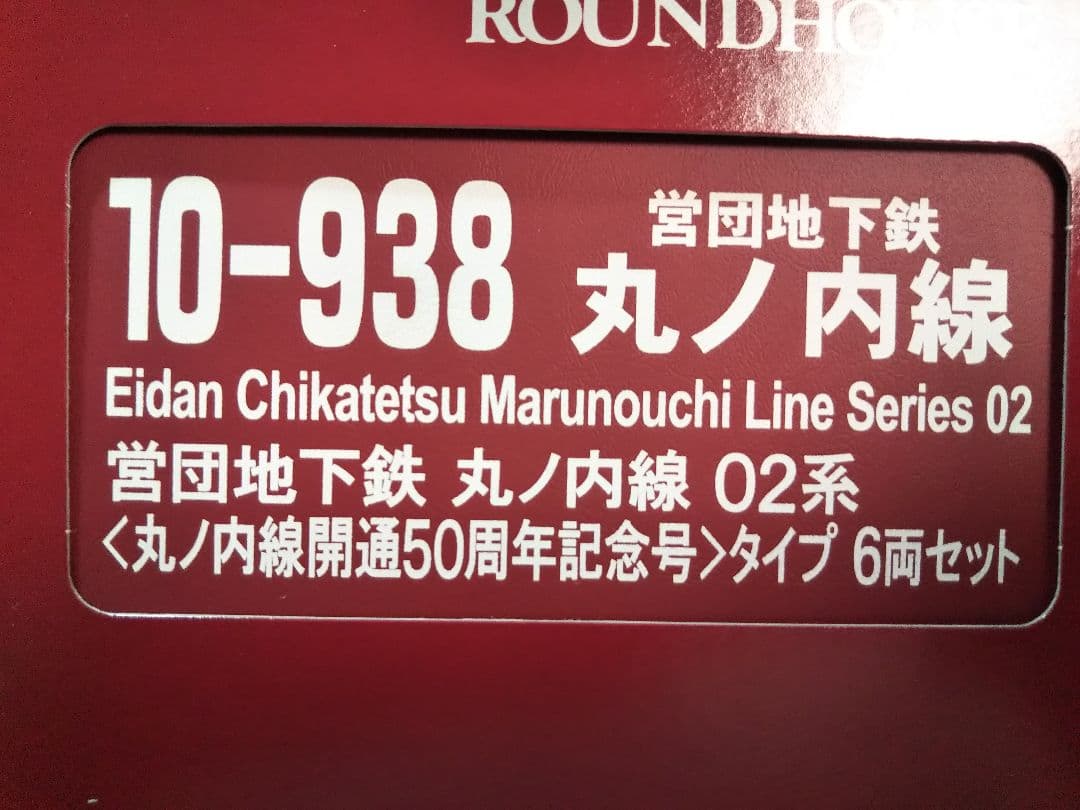 ROUNDHOUSE
10-938
営団地下鉄
丸ノ内線
Eidan Chikatetsu Marunouchi Line Series 02
営団地下鉄 丸ノ内線 02系
〈丸ノ内線開通50周年記念号〉タイプ 6両セット